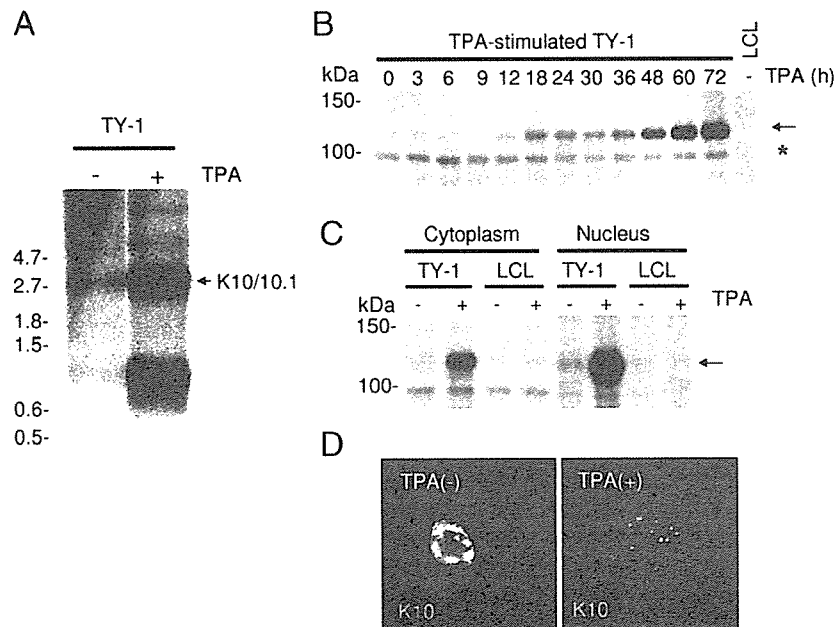 A
TY-1
- + TPA
4.7-
2.7-
K10/10.1
1.8-
1.5-
0.6-
0.5-
B
TPA-stimulated TY-1
LCL
kDa 0 3 6 9 12 18 24 30 36 48 60 72 - TPA (h)
150-
100-
*
C
Cytoplasm Nucleus
TY-1 LCL TY-1 LCL
kDa - + - + - + - + TPA
150-
100-
D
TPA(-) TPA(+)
K10 K10